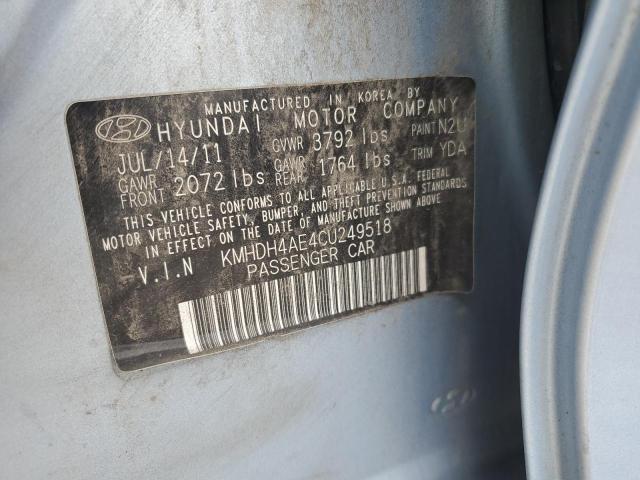 MANUFACTURED IN KOREA BY
HYUNDAI MOTOR COMPANY
JUL/14/11 GVWR 3792 lbs PAINT N2U
GAWR FRONT 2072 lbs GAWR REAR 1764 lbs TRIM YDA
THIS VEHICLE CONFORMS TO ALL APPLICABLE U.S.A. FEDERAL
MOTOR VEHICLE SAFETY, BUMPER, AND THEFT PREVENTION STANDARDS
IN EFFECT ON THE DATE OF MANUFACTURE SHOWN ABOVE.
V.I.N KMHDH4AE4CU249518
PASSENGER CAR